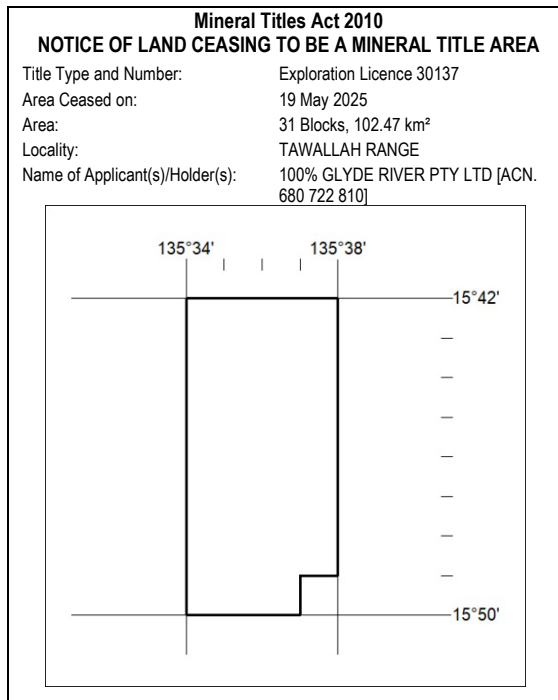 Mineral Titles Act 2010
NOTICE OF LAND CEASING TO BE A MINERAL TITLE AREA
Title Type and Number: Exploration Licence 30137
Area Ceased on: 19 May 2025
Area: 31 Blocks, 102.47 km²
Locality: TAWALLAH RANGE
Name of Applicant(s)/Holder(s): 100% GLYDE RIVER PTY LTD [ACN.
680 722 810]
135°34' 135°38'
15°42'
15°50'